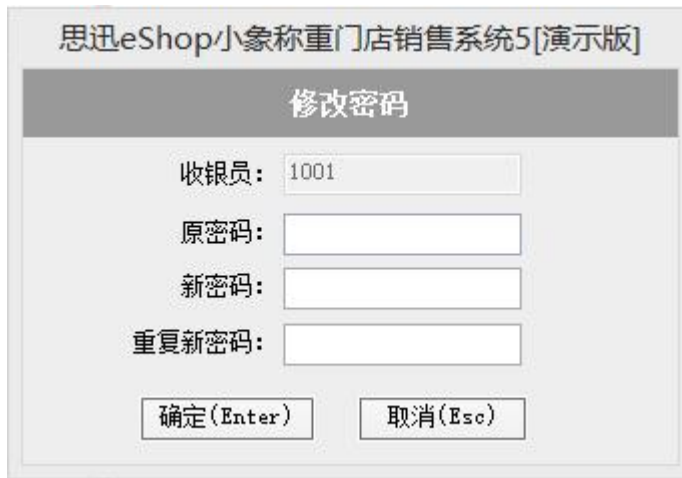 思迅eShop小象称重门店销售系统5[演示版]
修改密码
收银员： 1001
原密码：
新密码：
重复新密码：
确定(Enter) 取消(Esc)